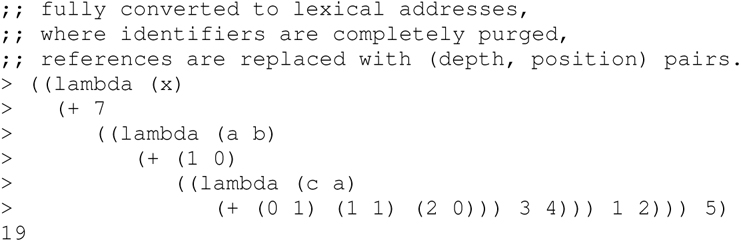 ;; fully converted to lexical addresses,
;; where identifiers are completely purged,
;; references are replaced with (depth, position) pairs.
> ((lambda (x)
>   (+ 7
>      ((lambda (a b)
>         (+ (1 0)
>            ((lambda (c a)
>               (+ (0 1) (1 1) (2 0))) 3 4))) 1 2))) 5)
19